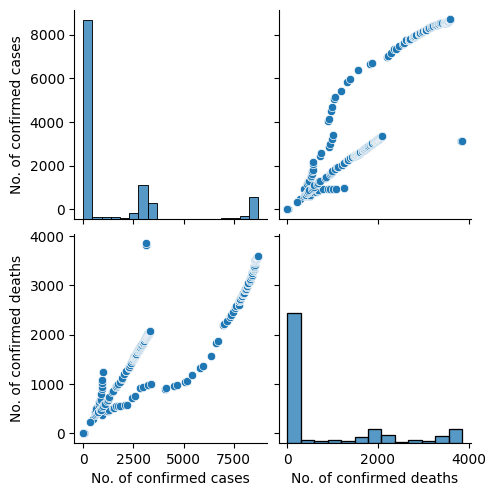 8000
6000
4000
2000
0
No. of confirmed cases
4000
3000
2000
1000
0
No. of confirmed deaths
0 2500 5000 7500
No. of confirmed cases
0 2000 4000
No. of confirmed deaths